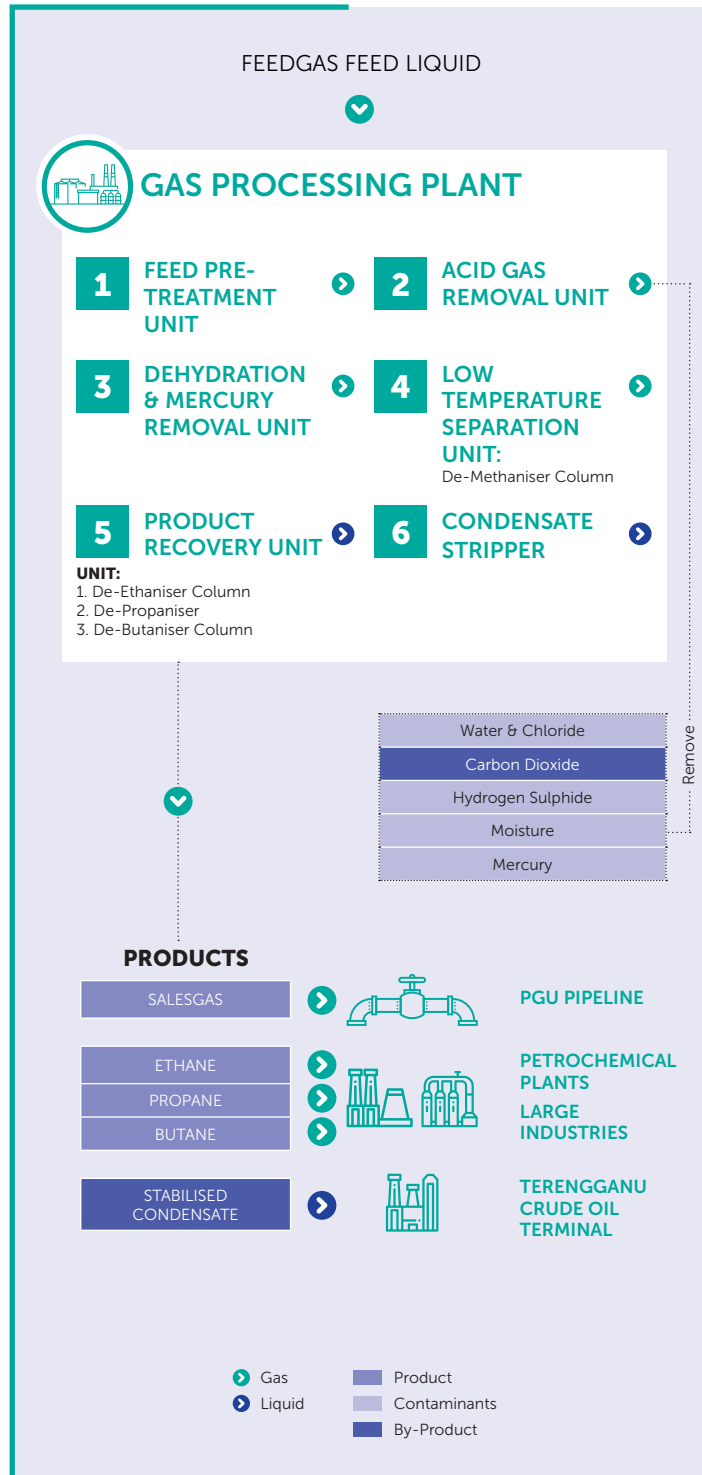 FEEDGAS FEED LIQUID
GAS PROCESSING PLANT
1
FEED PRE-
TREATMENT
UNIT
2
ACID GAS
REMOVAL UNIT
3
DEHYDRATION
& MERCURY
REMOVAL UNIT
4
LOW
TEMPERATURE
SEPARATION
UNIT:
De-Methaniser Column
5
PRODUCT
RECOVERY UNIT
UNIT:
1. De-Ethaniser Column
2. De-Propaniser
3. De-Butaniser Column
6
CONDENSATE
STRIPPER
Water & Chloride
Carbon Dioxide
Hydrogen Sulphide
Moisture
Mercury
Remove
PRODUCTS
SALESGAS
PGU PIPELINE
ETHANE
PROPANE
BUTANE
PETROCHEMICAL
PLANTS
LARGE
INDUSTRIES
STABILISED
CONDENSATE
TERENGGANU
CRUDE OIL
TERMINAL
Gas
Liquid
Product
Contaminants
By-Product